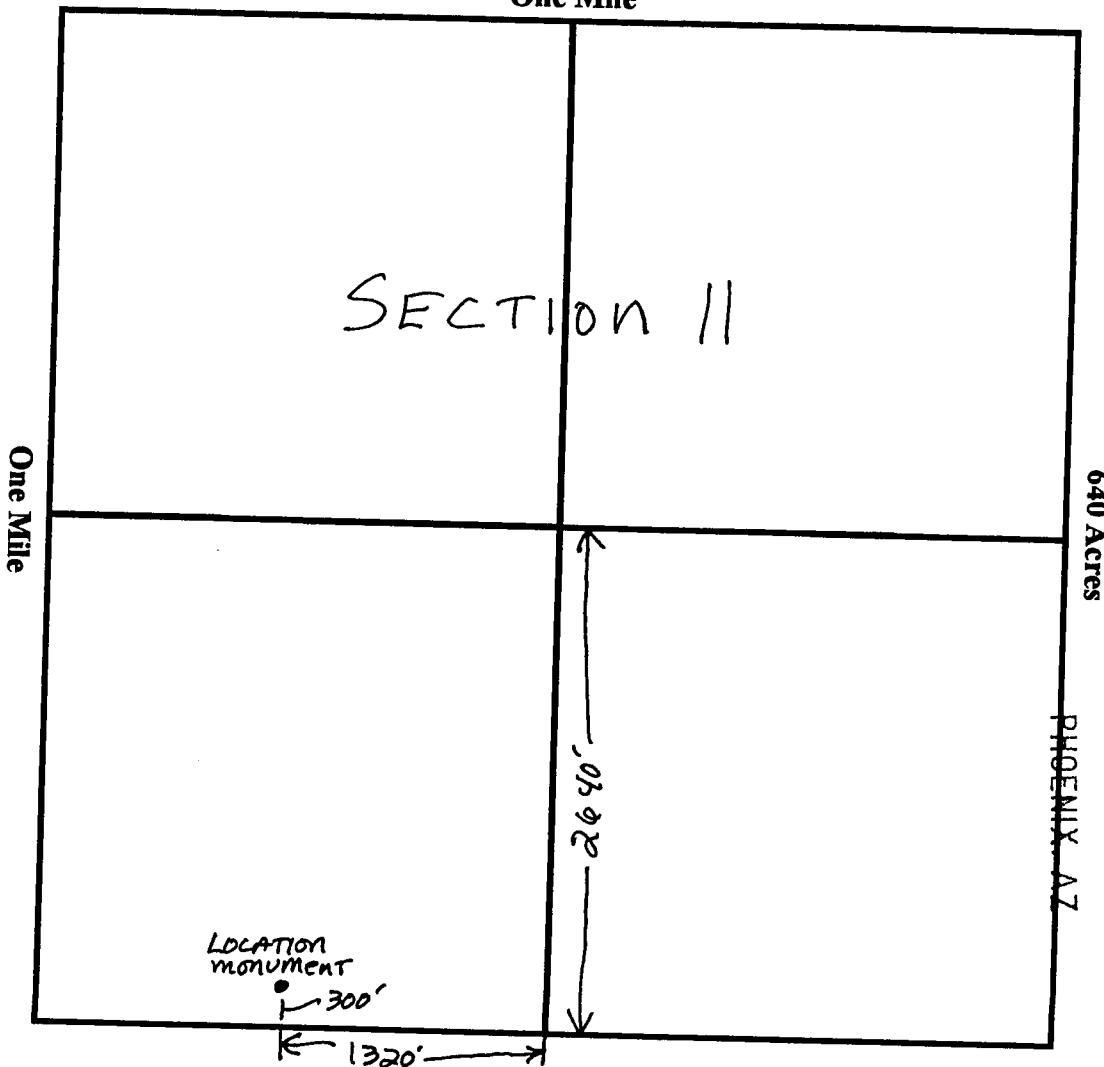 One Mile
SECTION 11
One Mile
640 Acres
PHOENIX, AZ
2640'
LOCATION
MONUMENT
300'
1320'